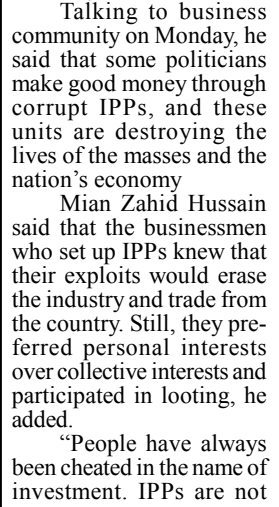 Talking to business
community on Monday, he
said that some politicians
make good money through
corrupt IPPs, and these
units are destroying the
lives of the masses and the
nation’s economy
Mian Zahid Hussain
said that the businessmen
who set up IPPs knew that
their exploits would erase
the industry and trade from
the country. Still, they pre-
ferred personal interests
over collective interests and
participated in looting, he
added.
“People have always
been cheated in the name of
investment. IPPs are not